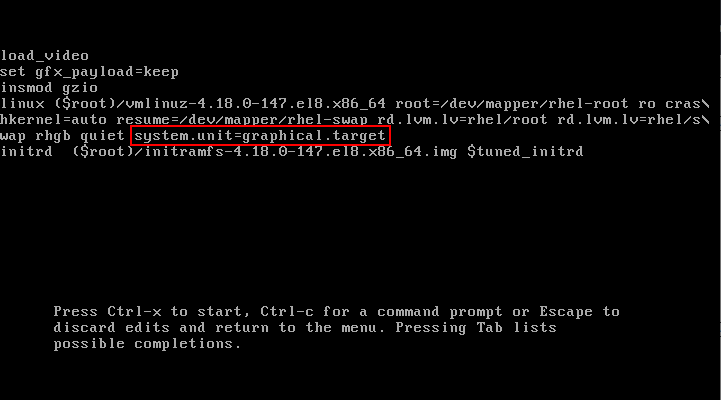 load_video
set gfx_payload=keep
insmod gzio
linux ($root)/vmlinuz-4.18.0-147.el8.x86_64 root=/dev/mapper/rhel-root ro cras\
hkernel=auto resume=/dev/mapper/rhel-swap rd.lvm.lv=rhel/root rd.lvm.lv=rhel/s\
wap rhgb quiet system.unit=graphical.target
initrd  ($root)/initramfs-4.18.0-147.el8.x86_64.img $tuned_initrd
Press Ctrl-x to start, Ctrl-c for a command prompt or Escape to
discard edits and return to the menu. Pressing Tab lists
possible completions.